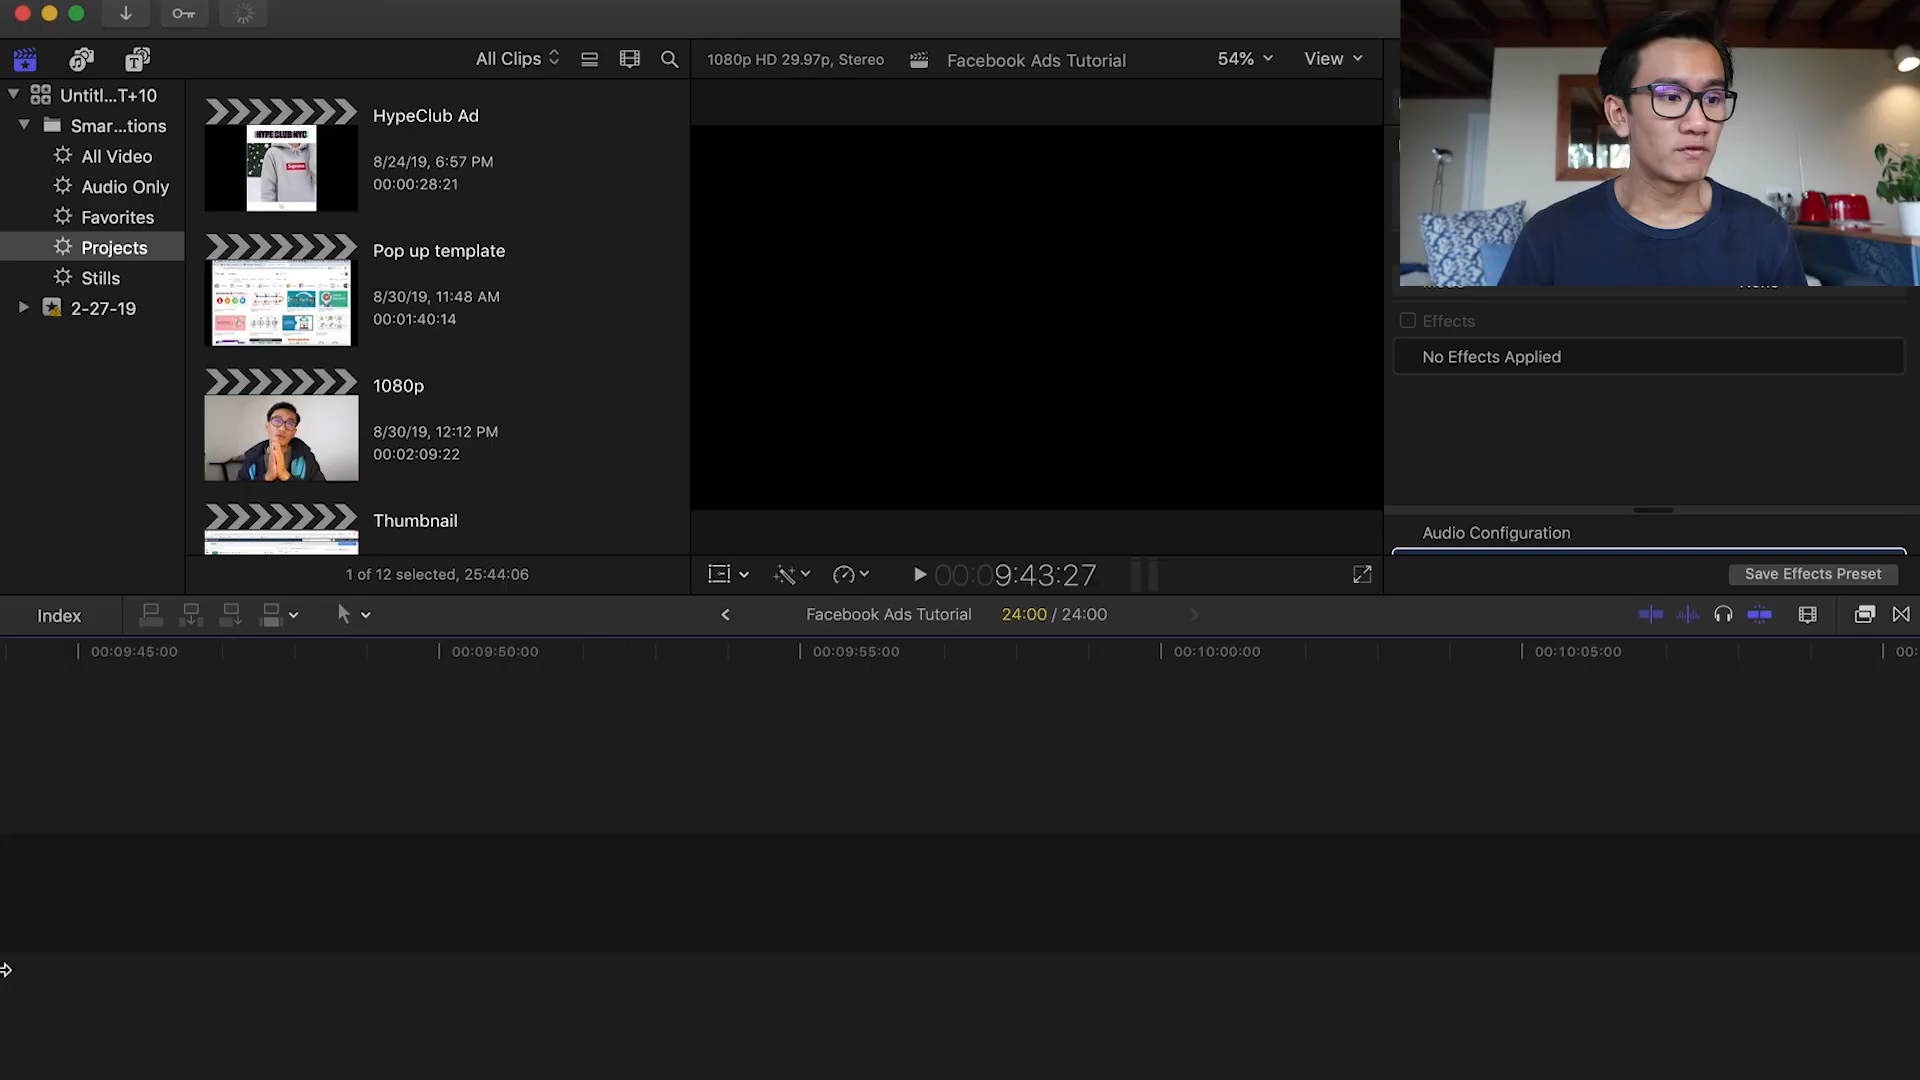 All Clips
1080p HD 29.97p, Stereo
Facebook Ads Tutorial
54%
View
Untitl...T+10
Smar...tions
All Video
Audio Only
Favorites
Projects
Stills
2-27-19
HYPE CLUB NYC
Supreme
HypeClub Ad
8/24/19, 6:57 PM
00:00:28:21
Pop up template
8/30/19, 11:48 AM
00:01:40:14
1080p
8/30/19, 12:12 PM
00:02:09:22
Thumbnail
1 of 12 selected, 25:44:06
00:09:43:27
Effects
No Effects Applied
Audio Configuration
Save Effects Preset
Index
Facebook Ads Tutorial
24:00 / 24:00
00:09:45:00
00:09:50:00
00:09:55:00
00:10:00:00
00:10:05:00
00: